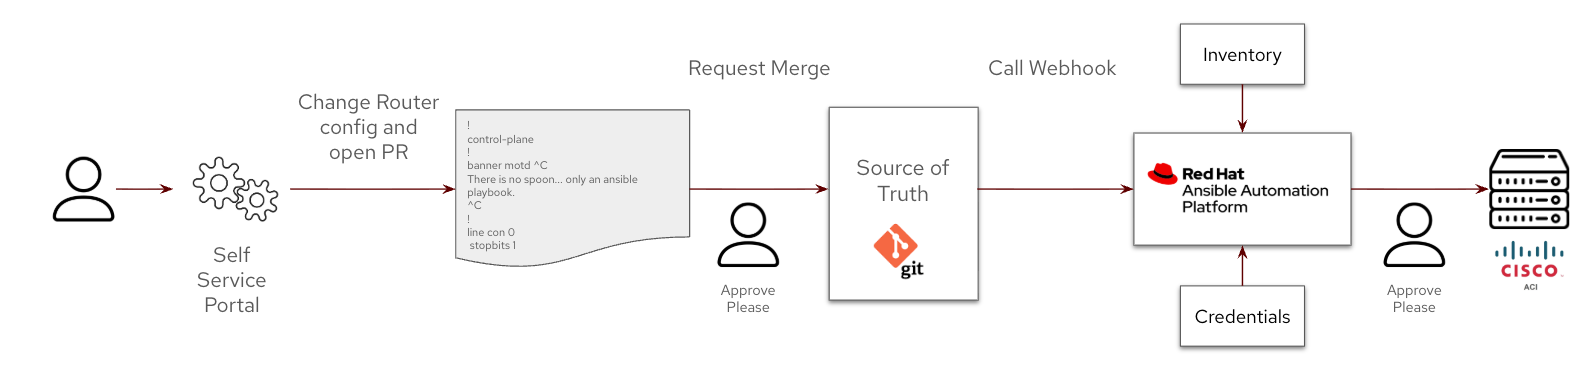 Self
Service
Portal
Change Router
config and
open PR
!
control-plane
!
banner motd ^C
There is no spoon... only an ansible
playbook.
^C
!
line con 0
stopbits 1
Request Merge
Approve
Please
Source of
Truth
git
Call Webhook
Inventory
Red Hat
Ansible Automation
Platform
Credentials
Approve
Please
CISCO
ACI